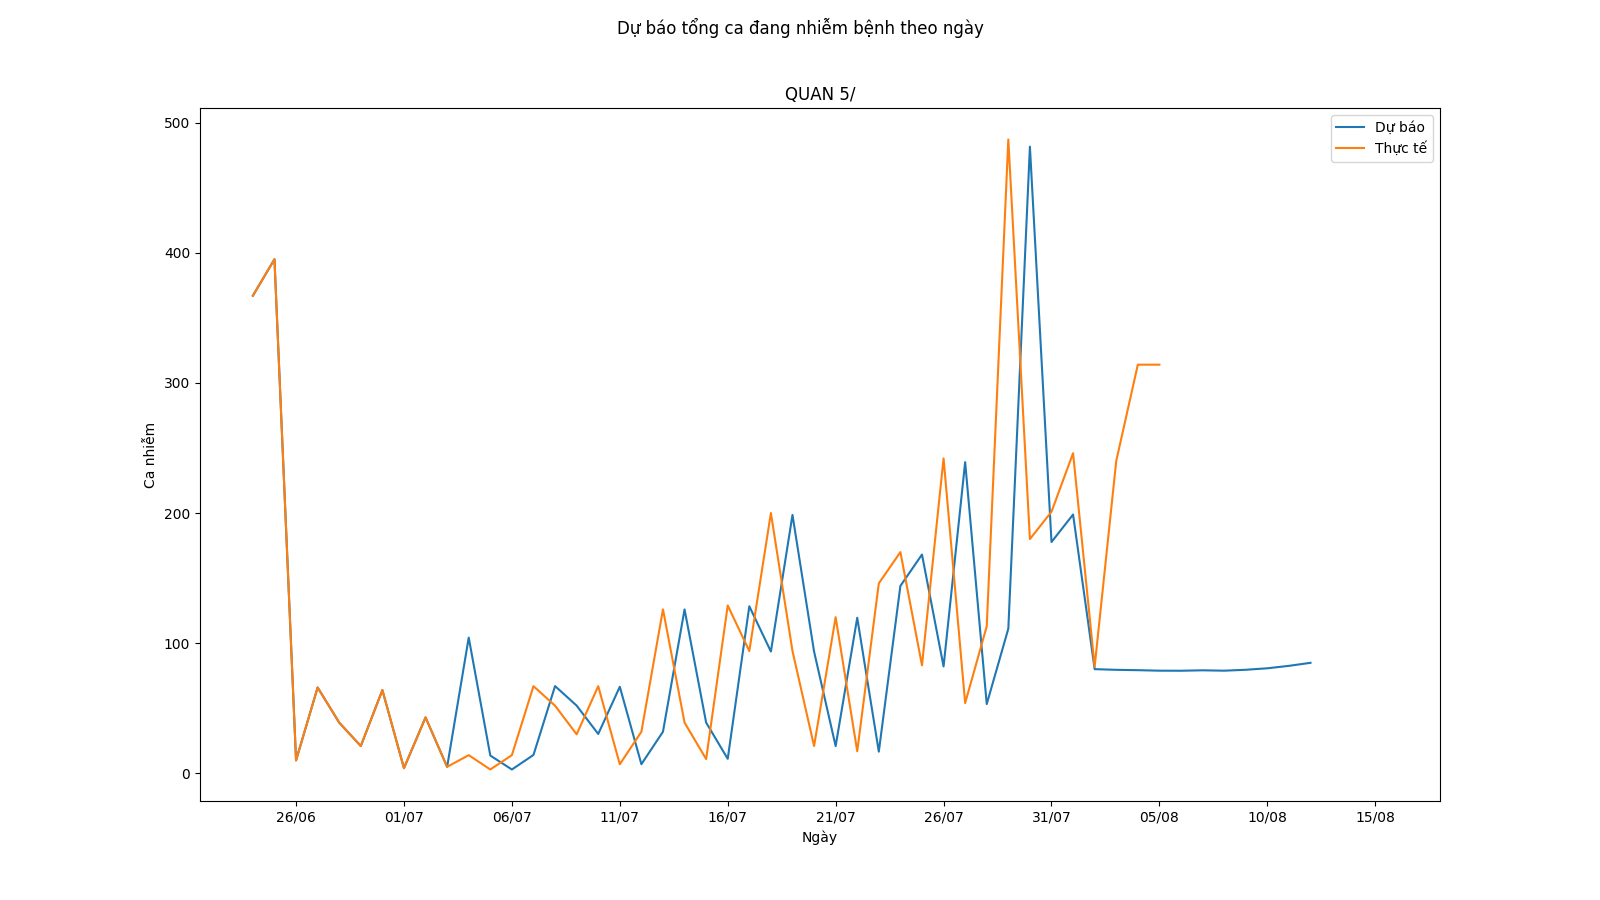 Dự báo tổng ca đang nhiễm bệnh theo ngày
QUAN 5/
Dự báo
Thực tế
500
400
300
200
100
0
Ca nhiễm
26/06 01/07 06/07 11/07 16/07 21/07 26/07 31/07 05/08 10/08 15/08
Ngày